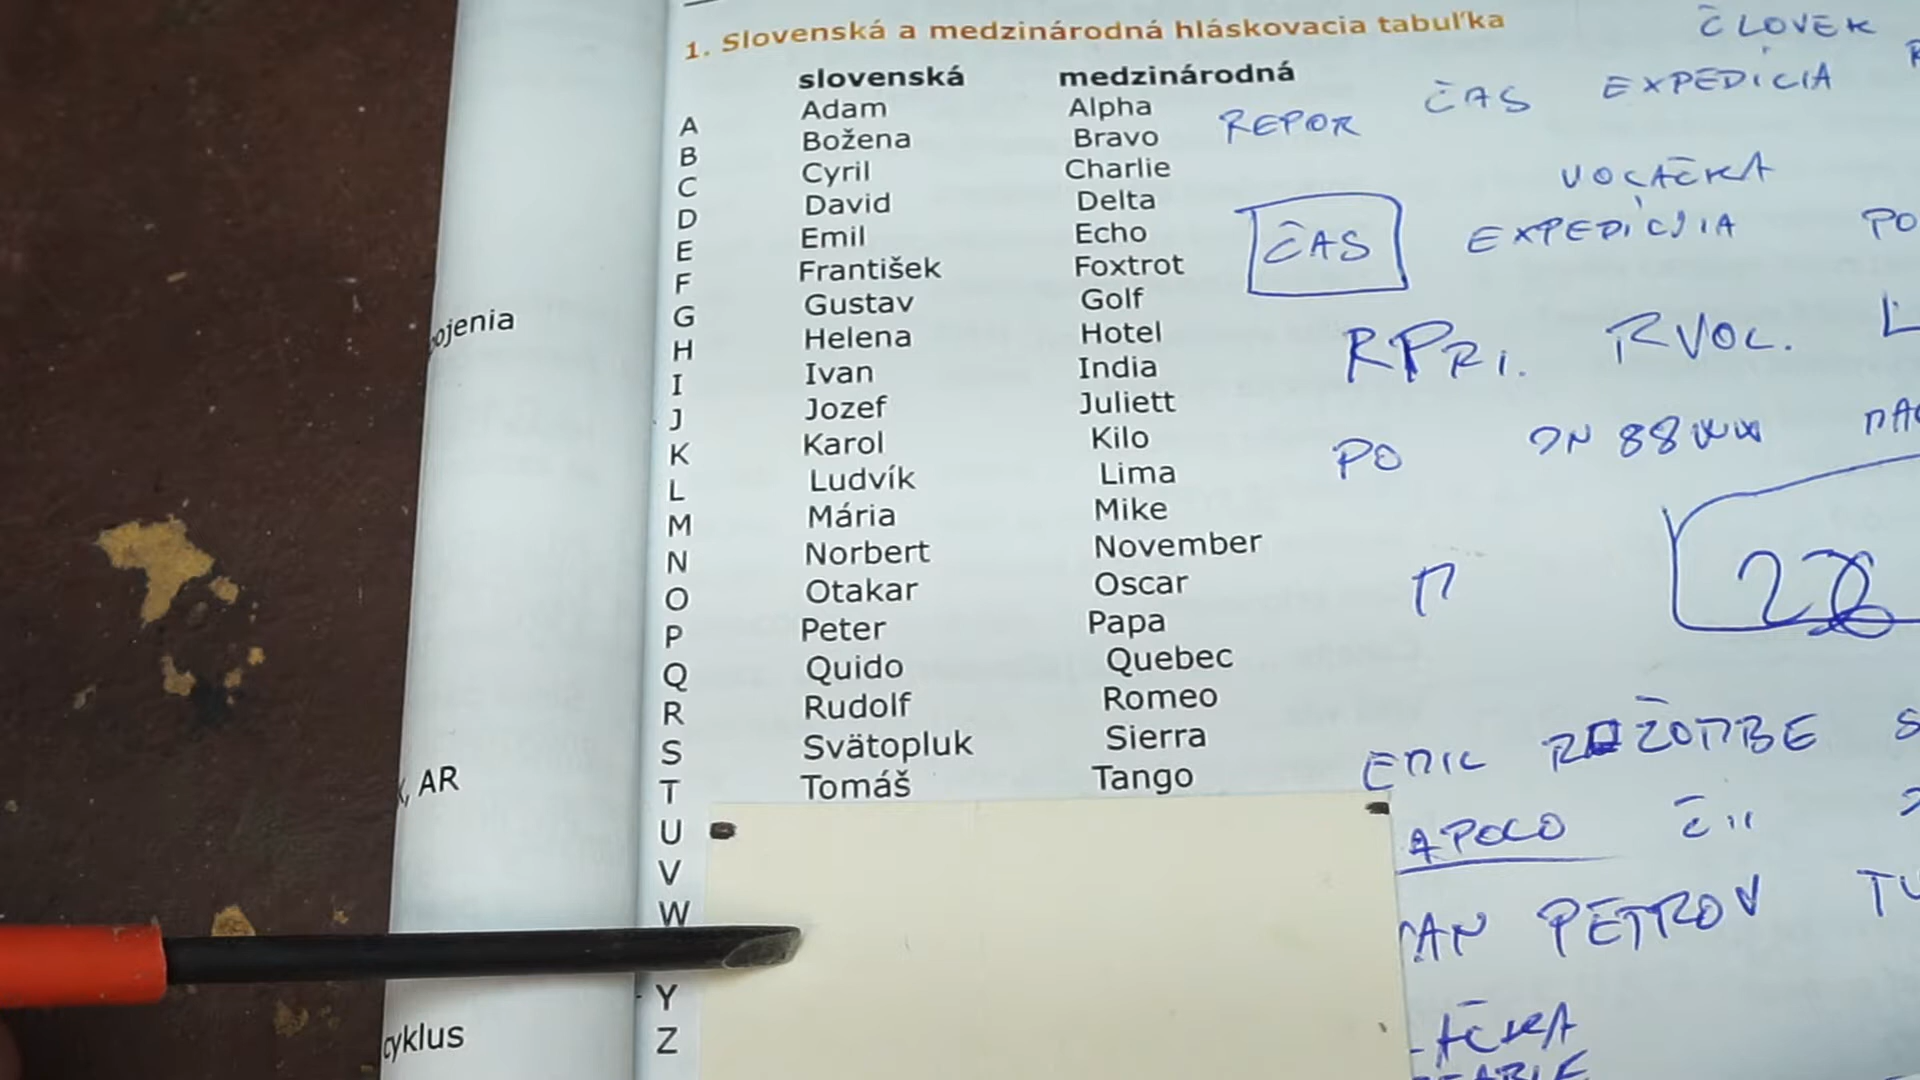 1. Slovenská a medzinárodná hláskovacia tabuľka
slovenská medzinárodná
A Adam Alpha
B Božena Bravo
C Cyril Charlie
D David Delta
E Emil Echo
F František Foxtrot
G Gustav Golf
H Helena Hotel
I Ivan India
J Jozef Juliett
K Karol Kilo
L Ludvík Lima
M Mária Mike
N Norbert November
O Otakar Oscar
P Peter Papa
Q Quido Quebec
R Rudolf Romeo
S Svätopluk Sierra
T Tomáš Tango
U
V
W
Y
Z
ojenia
, AR
cyklus
ČLOVEK
REPOR ČAS EXPEDÍCIA
ČAS EXPEDÍCIA PO
RPRI. RVOL. L
PO
APOLO
PETROV